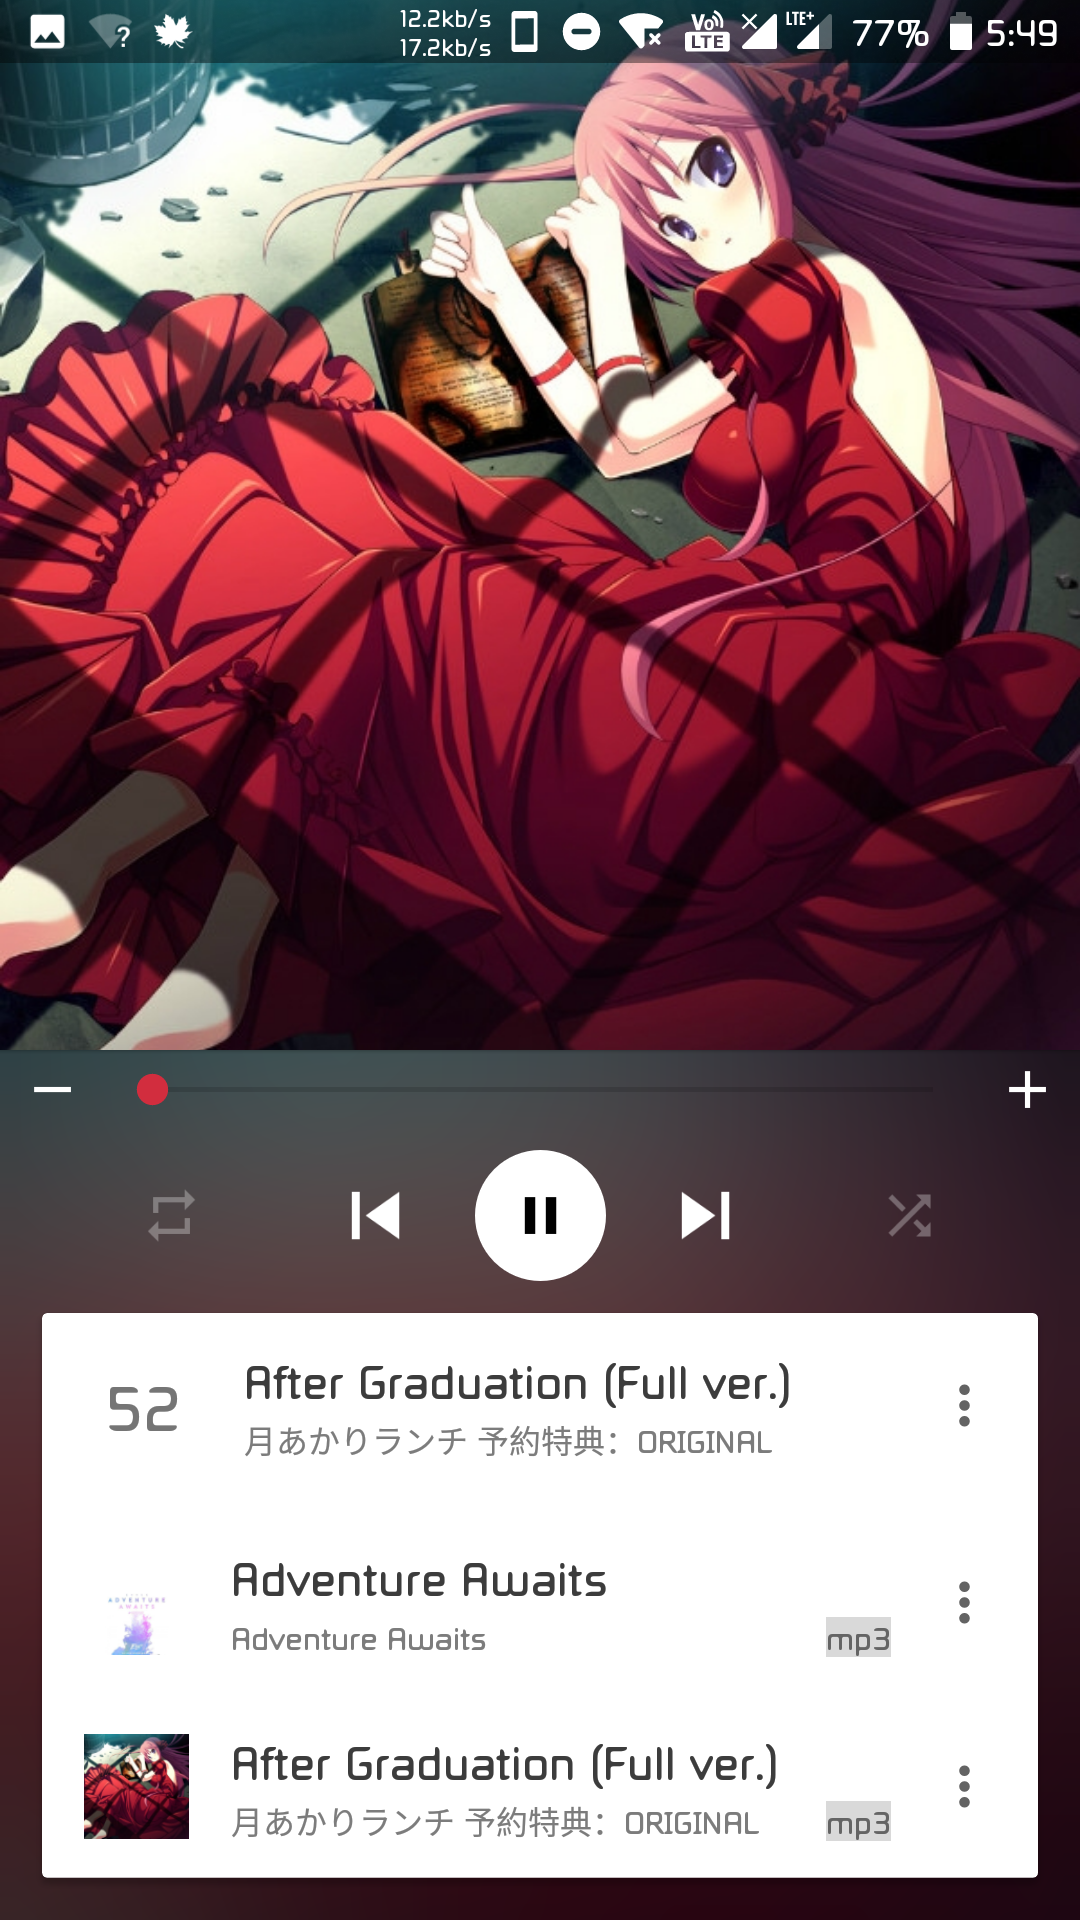 12.2kb/s
17.2kb/s
?
Vo
LTE
LTE+
77%
5:49
52
After Graduation (Full ver.)
月あかりランチ 予約特典：ORIGINAL
Adventure Awaits
Adventure Awaits
mp3
ADVENTURE
AWAITS
After Graduation (Full ver.)
月あかりランチ 予約特典：ORIGINAL
mp3